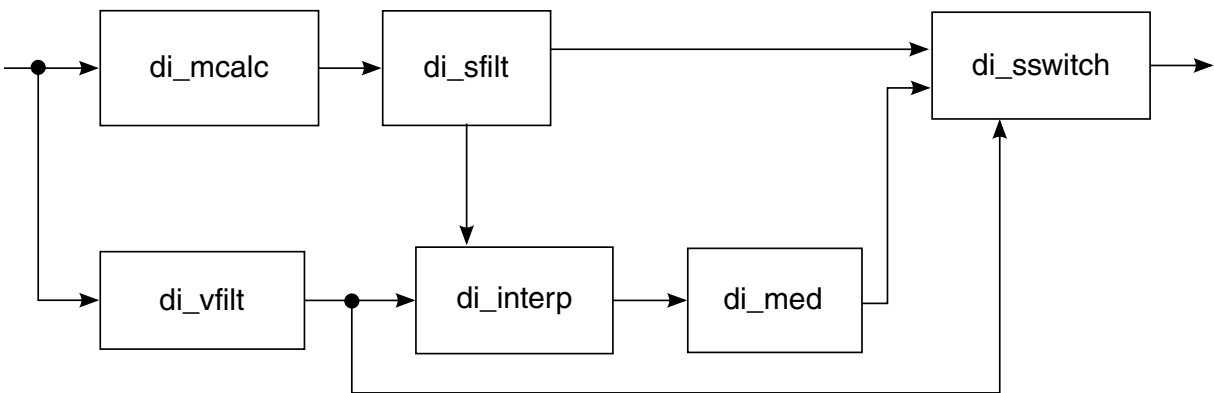 di_mcalc
di_sfilt
di_sswitch
di_vfilt
di_interp
di_med